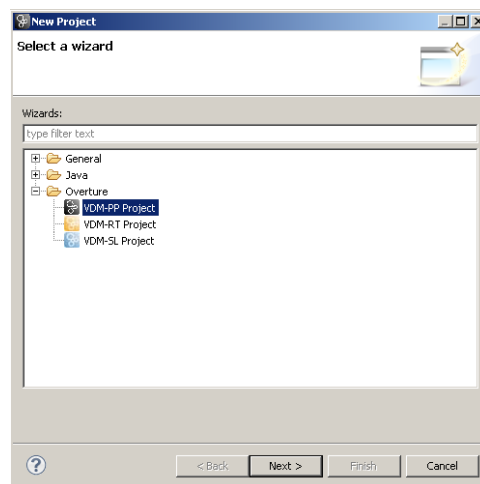 New Project
Select a wizard
Wizards:
type filter text
General
Java
Overture
VDM-PP Project
VDM-RT Project
VDM-SL Project
? < Back Next > Finish Cancel